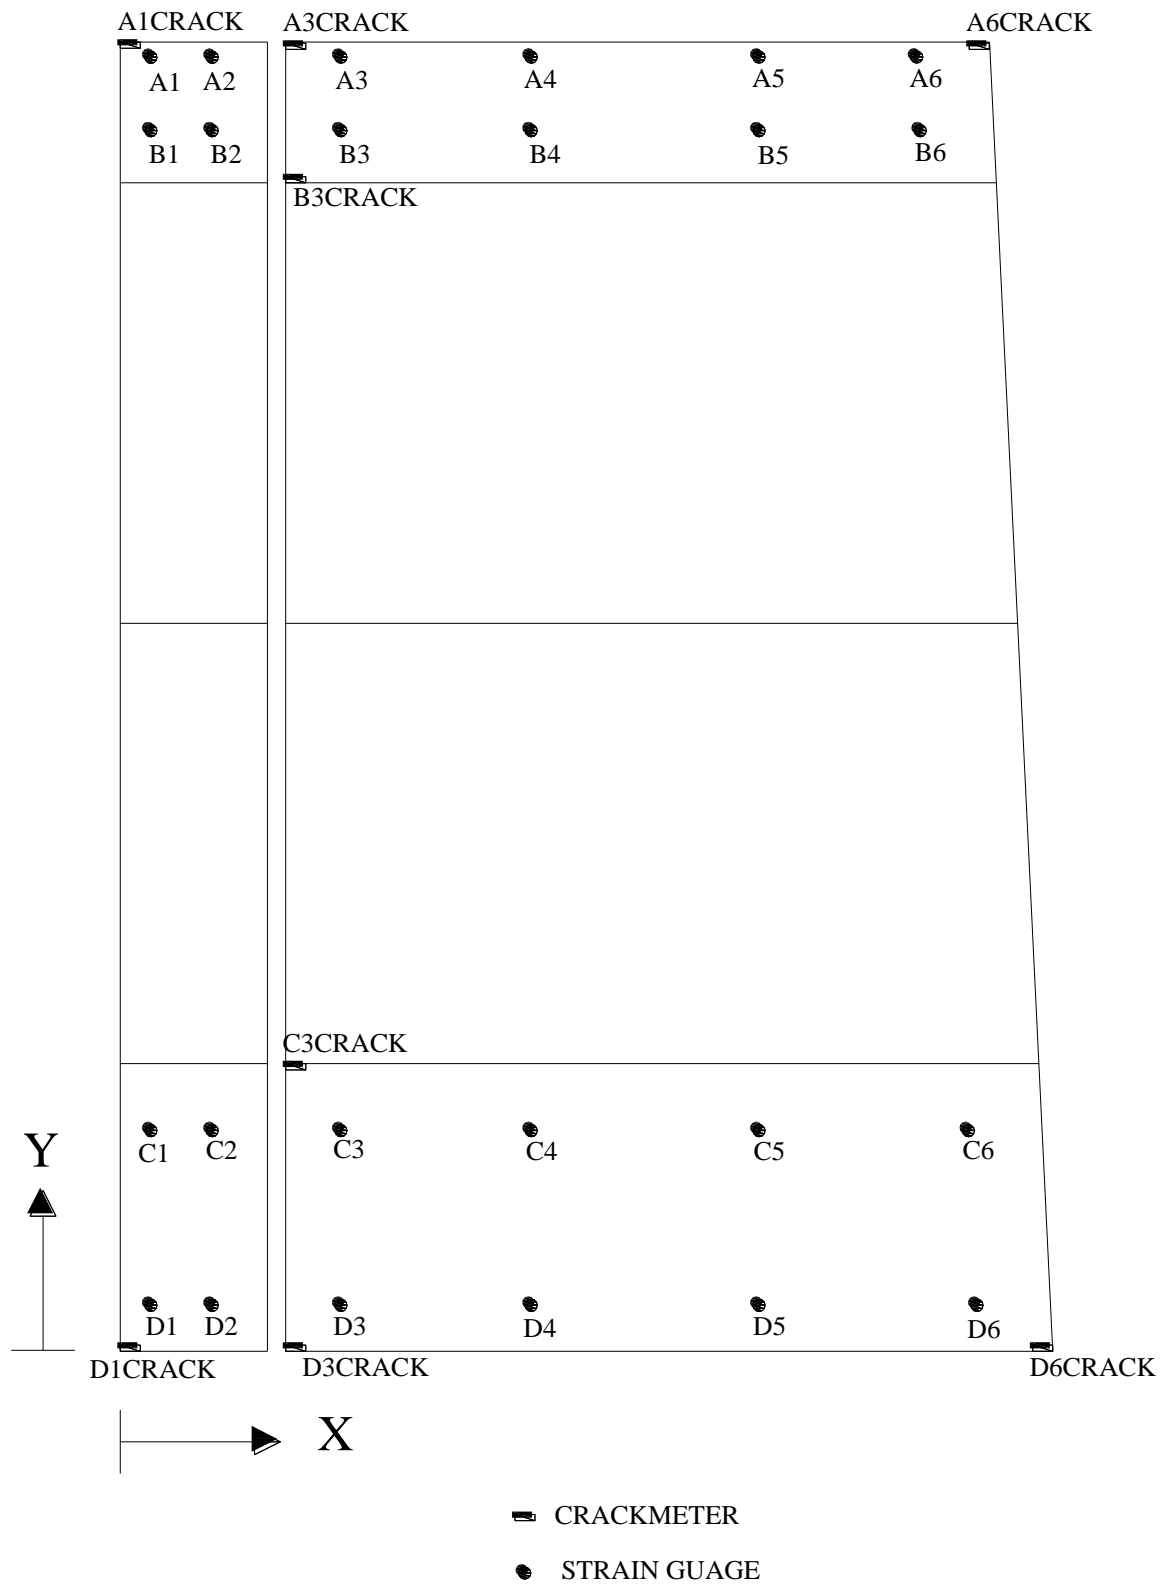 A1CRACK A3CRACK A6CRACK
A1 A2 A3 A4 A5 A6
B1 B2 B3 B4 B5 B6
B3CRACK
C3CRACK
C1 C2 C3 C4 C5 C6
Y
D1 D2 D3 D4 D5 D6
D1CRACK D3CRACK D6CRACK
X
CRACKMETER
STRAIN GUAGE